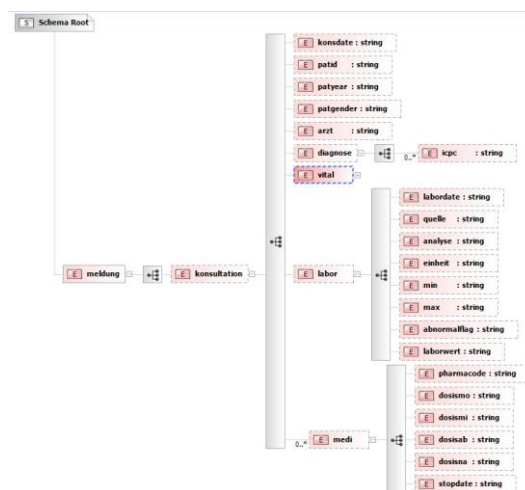 S Schema Root
E konsdate : string
E patid : string
E patyear : string
E patgender : string
E arzt : string
E diagnose
0..* E icpc : string
E vital
E labordate : string
E quelle : string
E analyse : string
E einheit : string
E meldung
E konsultation
E labor
E min : string
E max : string
E abnormalflag : string
E laborwert : string
E pharmacode : string
E dosismo : string
E dosismi : string
0..* E medi
E dosisab : string
E dosisna : string
E stopdate : string